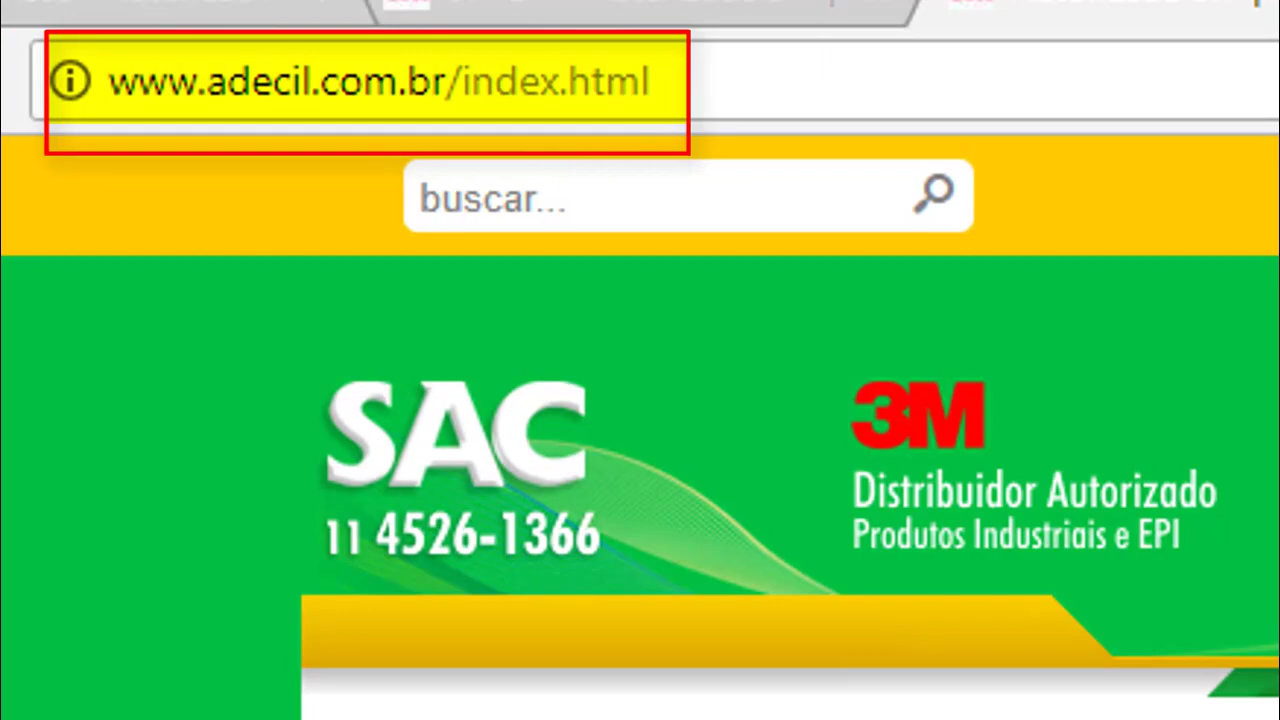 www.adecil.com.br/index.html
buscar...
SAC
11 4526-1366
3M
Distribuidor Autorizado
Produtos Industriais e EPI